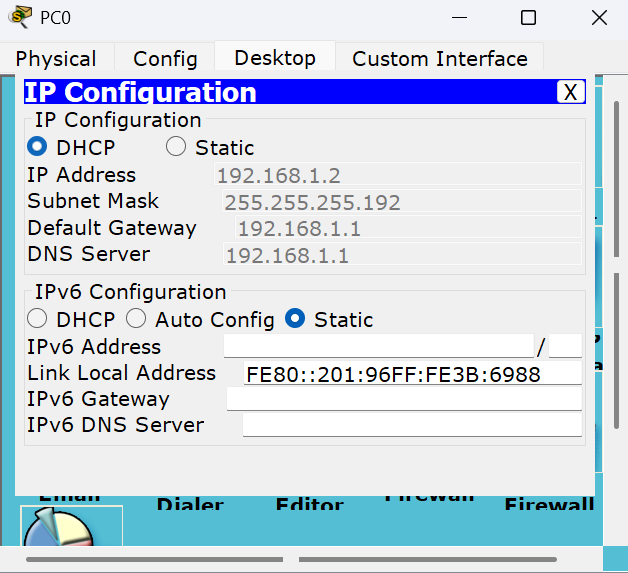 PC0
Physical Config Desktop Custom Interface
IP Configuration X
IP Configuration
DHCP Static
IP Address 192.168.1.2
Subnet Mask 255.255.255.192
Default Gateway 192.168.1.1
DNS Server 192.168.1.1
IPv6 Configuration
DHCP Auto Config Static
IPv6 Address /
Link Local Address FE80::201:96FF:FE3B:6988
IPv6 Gateway
IPv6 DNS Server
Email Dialer Editor Firewall Firewall